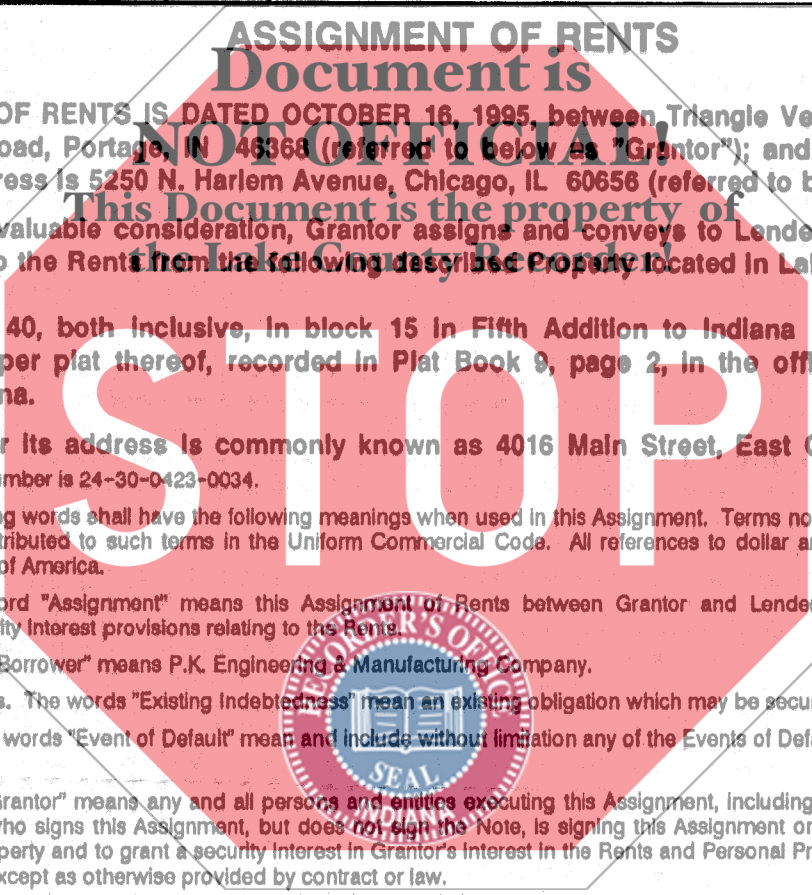 ASSIGNMENT OF RENTS
Document is
OF RENTS IS DATED OCTOBER 16, 1995, between Triangle Ve
NOT OFFICIAL!
oad, Portage, IN 46368 (referred to below as "Grantor"); and
ress is 5250 N. Harlem Avenue, Chicago, IL 60656 (referred to b
This Document is the property of
valuable consideration, Grantor assigns and conveys to Lende
the Lake County Recorder!
o the Rents from the following described Property located in La
40, both inclusive, in block 15 in Fifth Addition to Indiana
per plat thereof, recorded in Plat Book 9, page 2, in the off
na.
STOP
r its address is commonly known as 4016 Main Street, East C
umber is 24-30-0423-0034.
ng words shall have the following meanings when used in this Assignment. Terms no
tributed to such terms in the Uniform Commercial Code. All references to dollar a
of America.
ord "Assignment" means this Assignment of Rents between Grantor and Lender
ity interest provisions relating to the Rents.
Borrower" means P.K. Engineering & Manufacturing Company.
s. The words "Existing Indebtedness" mean an existing obligation which may be secu
words "Event of Default" mean and include without limitation any of the Events of Defa
RECORDER'S OFFICE
SEAL
INDIANA
Grantor" means any and all persons and entities executing this Assignment, including
ho signs this Assignment, but does not sign the Note, is signing this Assignment on
perty and to grant a security interest in Grantor's interest in the Rents and Personal Pr
xcept as otherwise provided by contract or law.